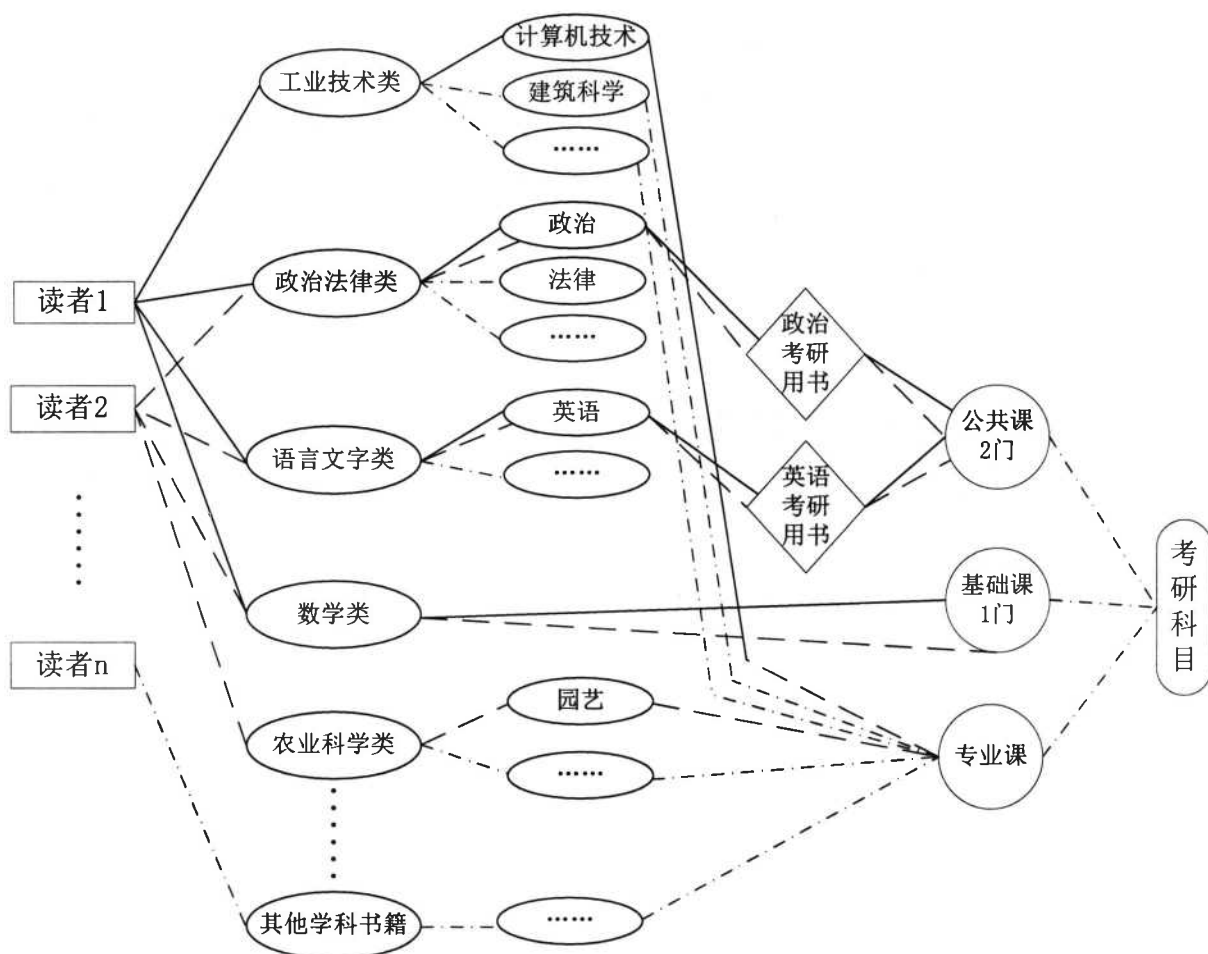 计算机技术
工业技术类
建筑科学
……
政治
政治法律类
法律
读者1
……
政治
考研
用书
读者2
英语
公共课
2门
语言文字类
……
英语
考研
用书
考
研
科
目
基础课
1门
数学类
读者n
园艺
农业科学类
……
专业课
其他学科书籍
……